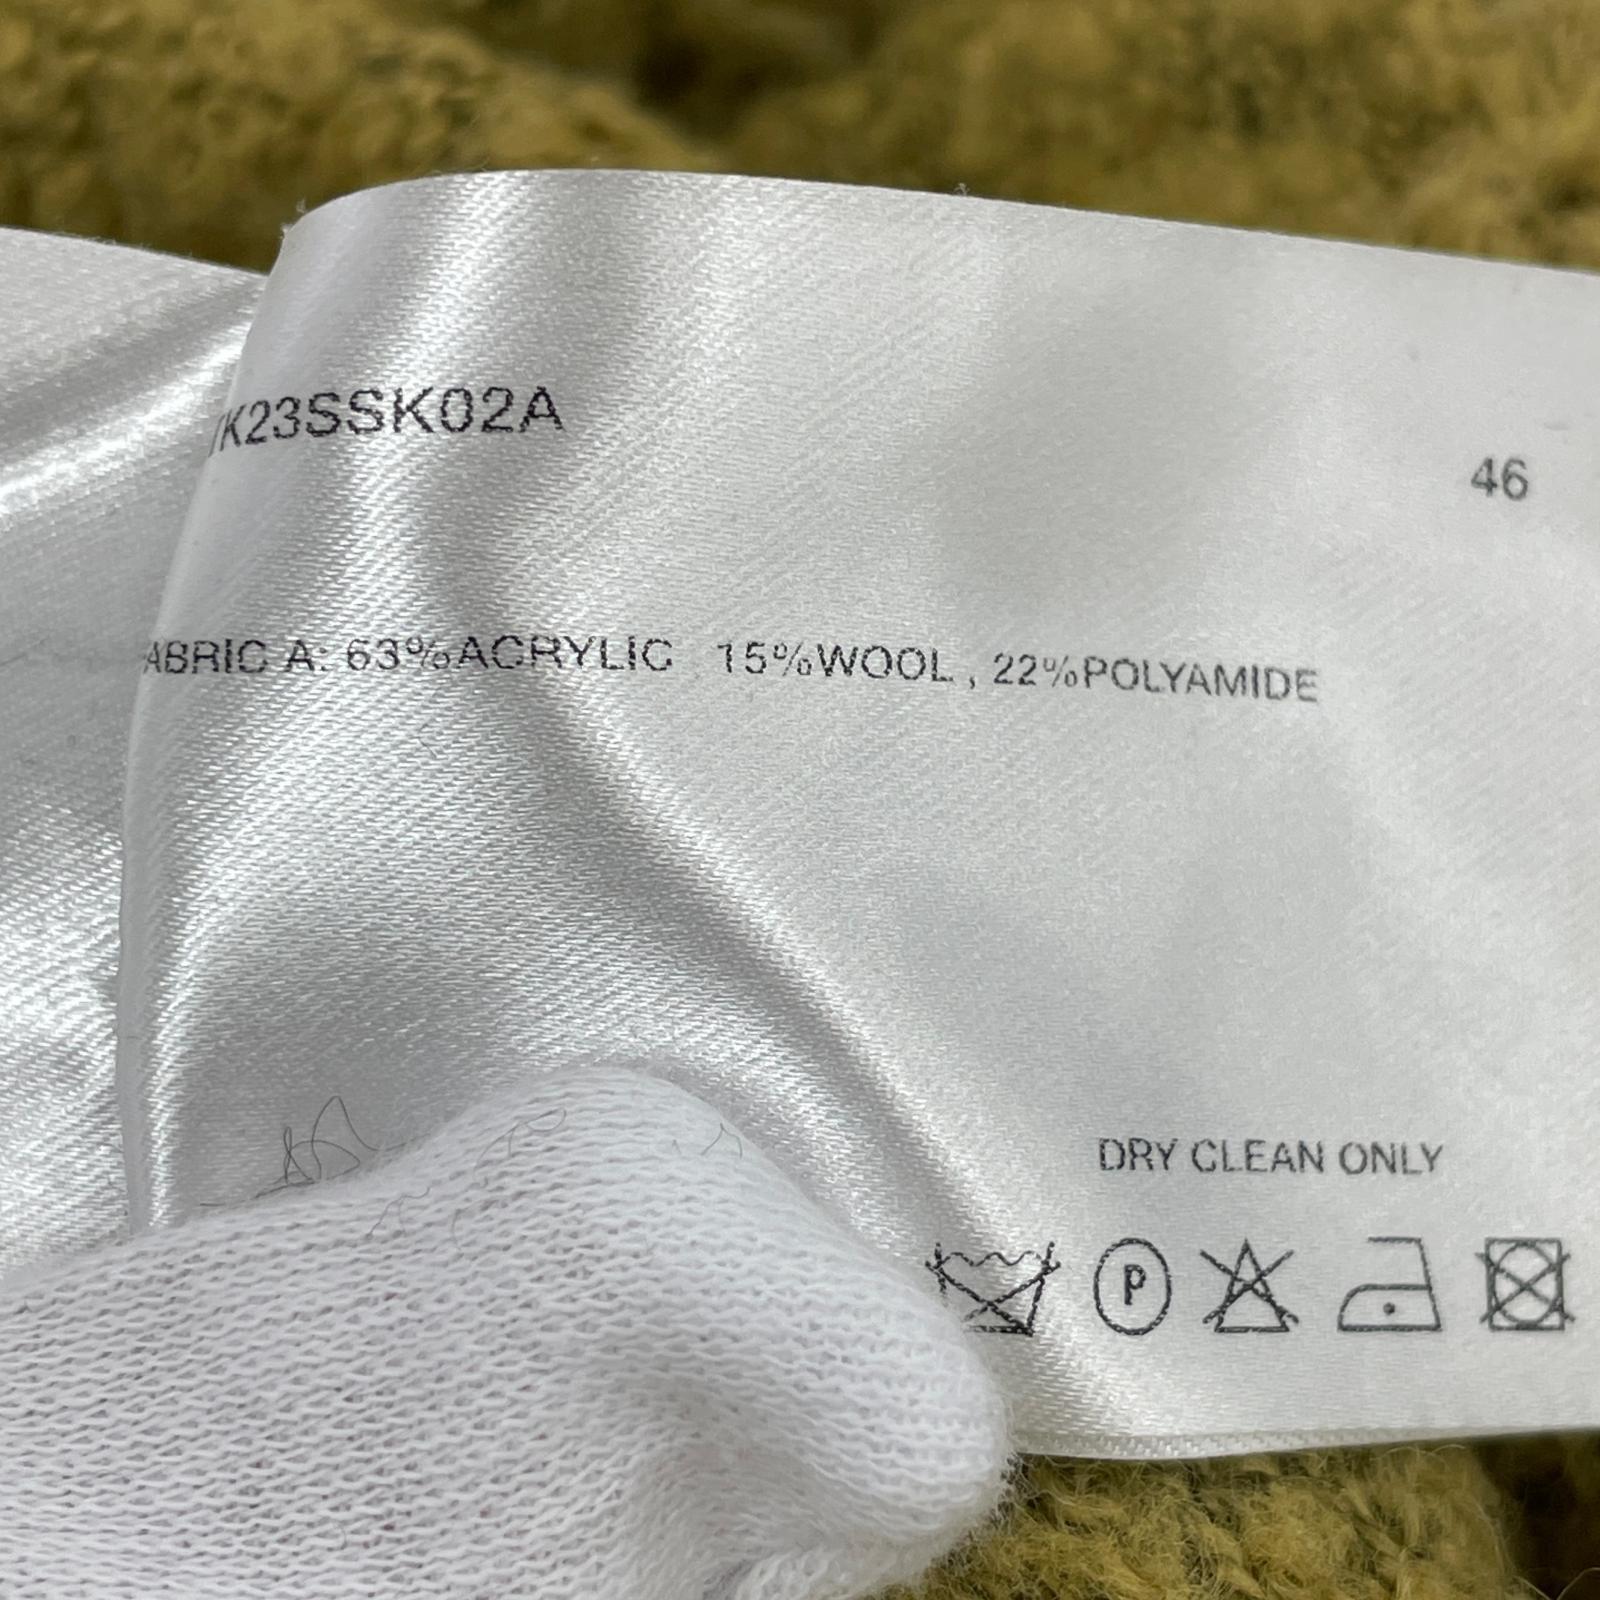 K23SSK02A
46
ABRIC A: 63%ACRYLIC 15%WOOL , 22%POLYAMIDE
DRY CLEAN ONLY
P